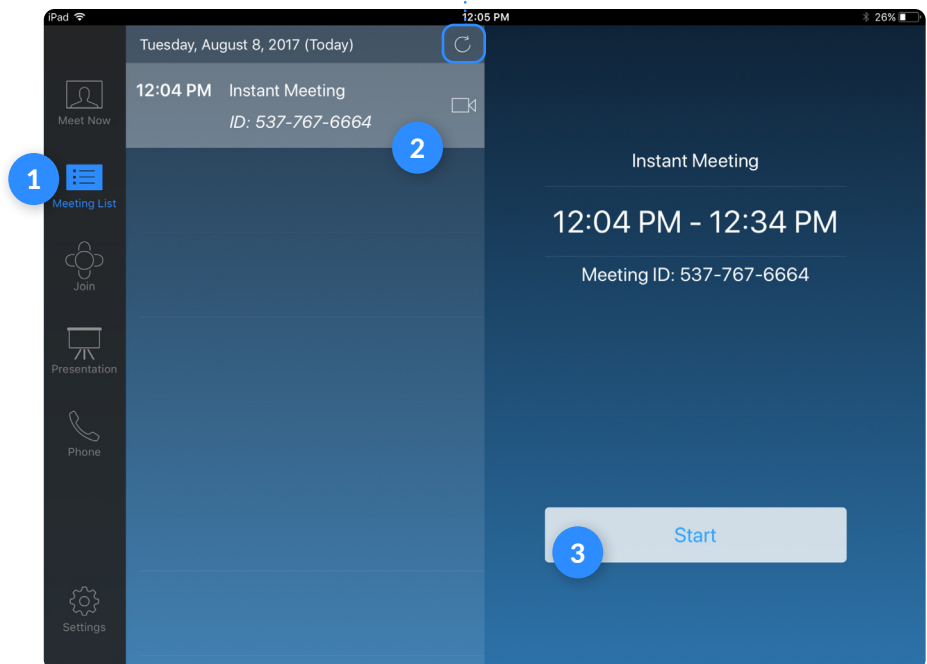 iPad 12:05 PM 26%
Tuesday, August 8, 2017 (Today)
12:04 PM Instant Meeting
ID: 537-767-6664
2
Meet Now
1
Meeting List
Join
Presentation
Phone
Settings
Instant Meeting
12:04 PM - 12:34 PM
Meeting ID: 537-767-6664
Start
3